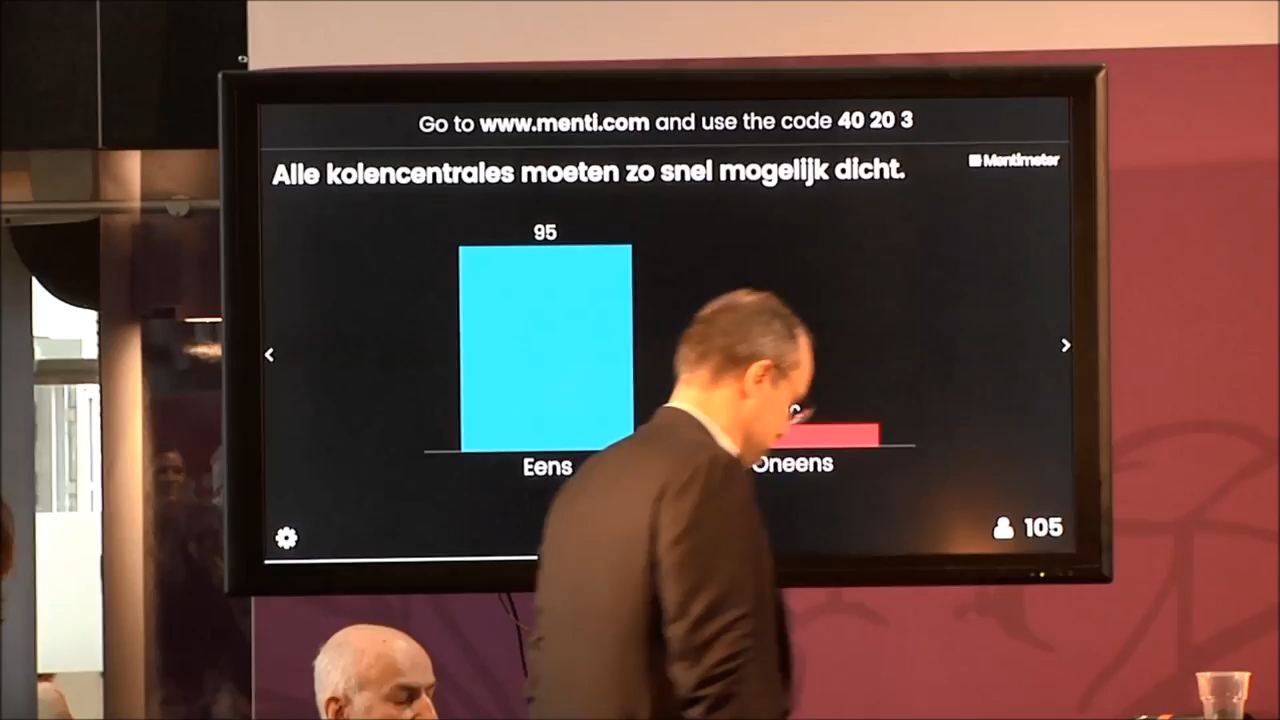 Go to www.menti.com and use the code 40 20 3
Mentimeter
Alle kolencentrales moeten zo snel mogelijk dicht.
95
Eens
Oneens
105